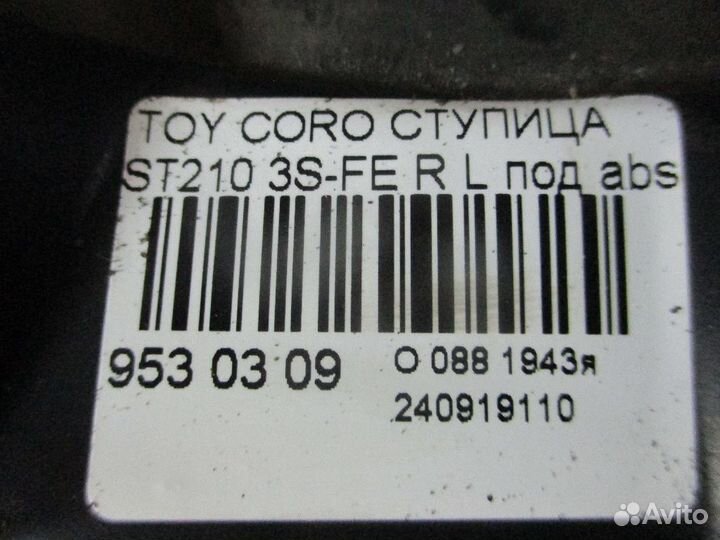 TOY CORO СТУПИЦА
ST210 3S-FE R L под abs
953 03 09
О 088 1943я
240919110
Avito